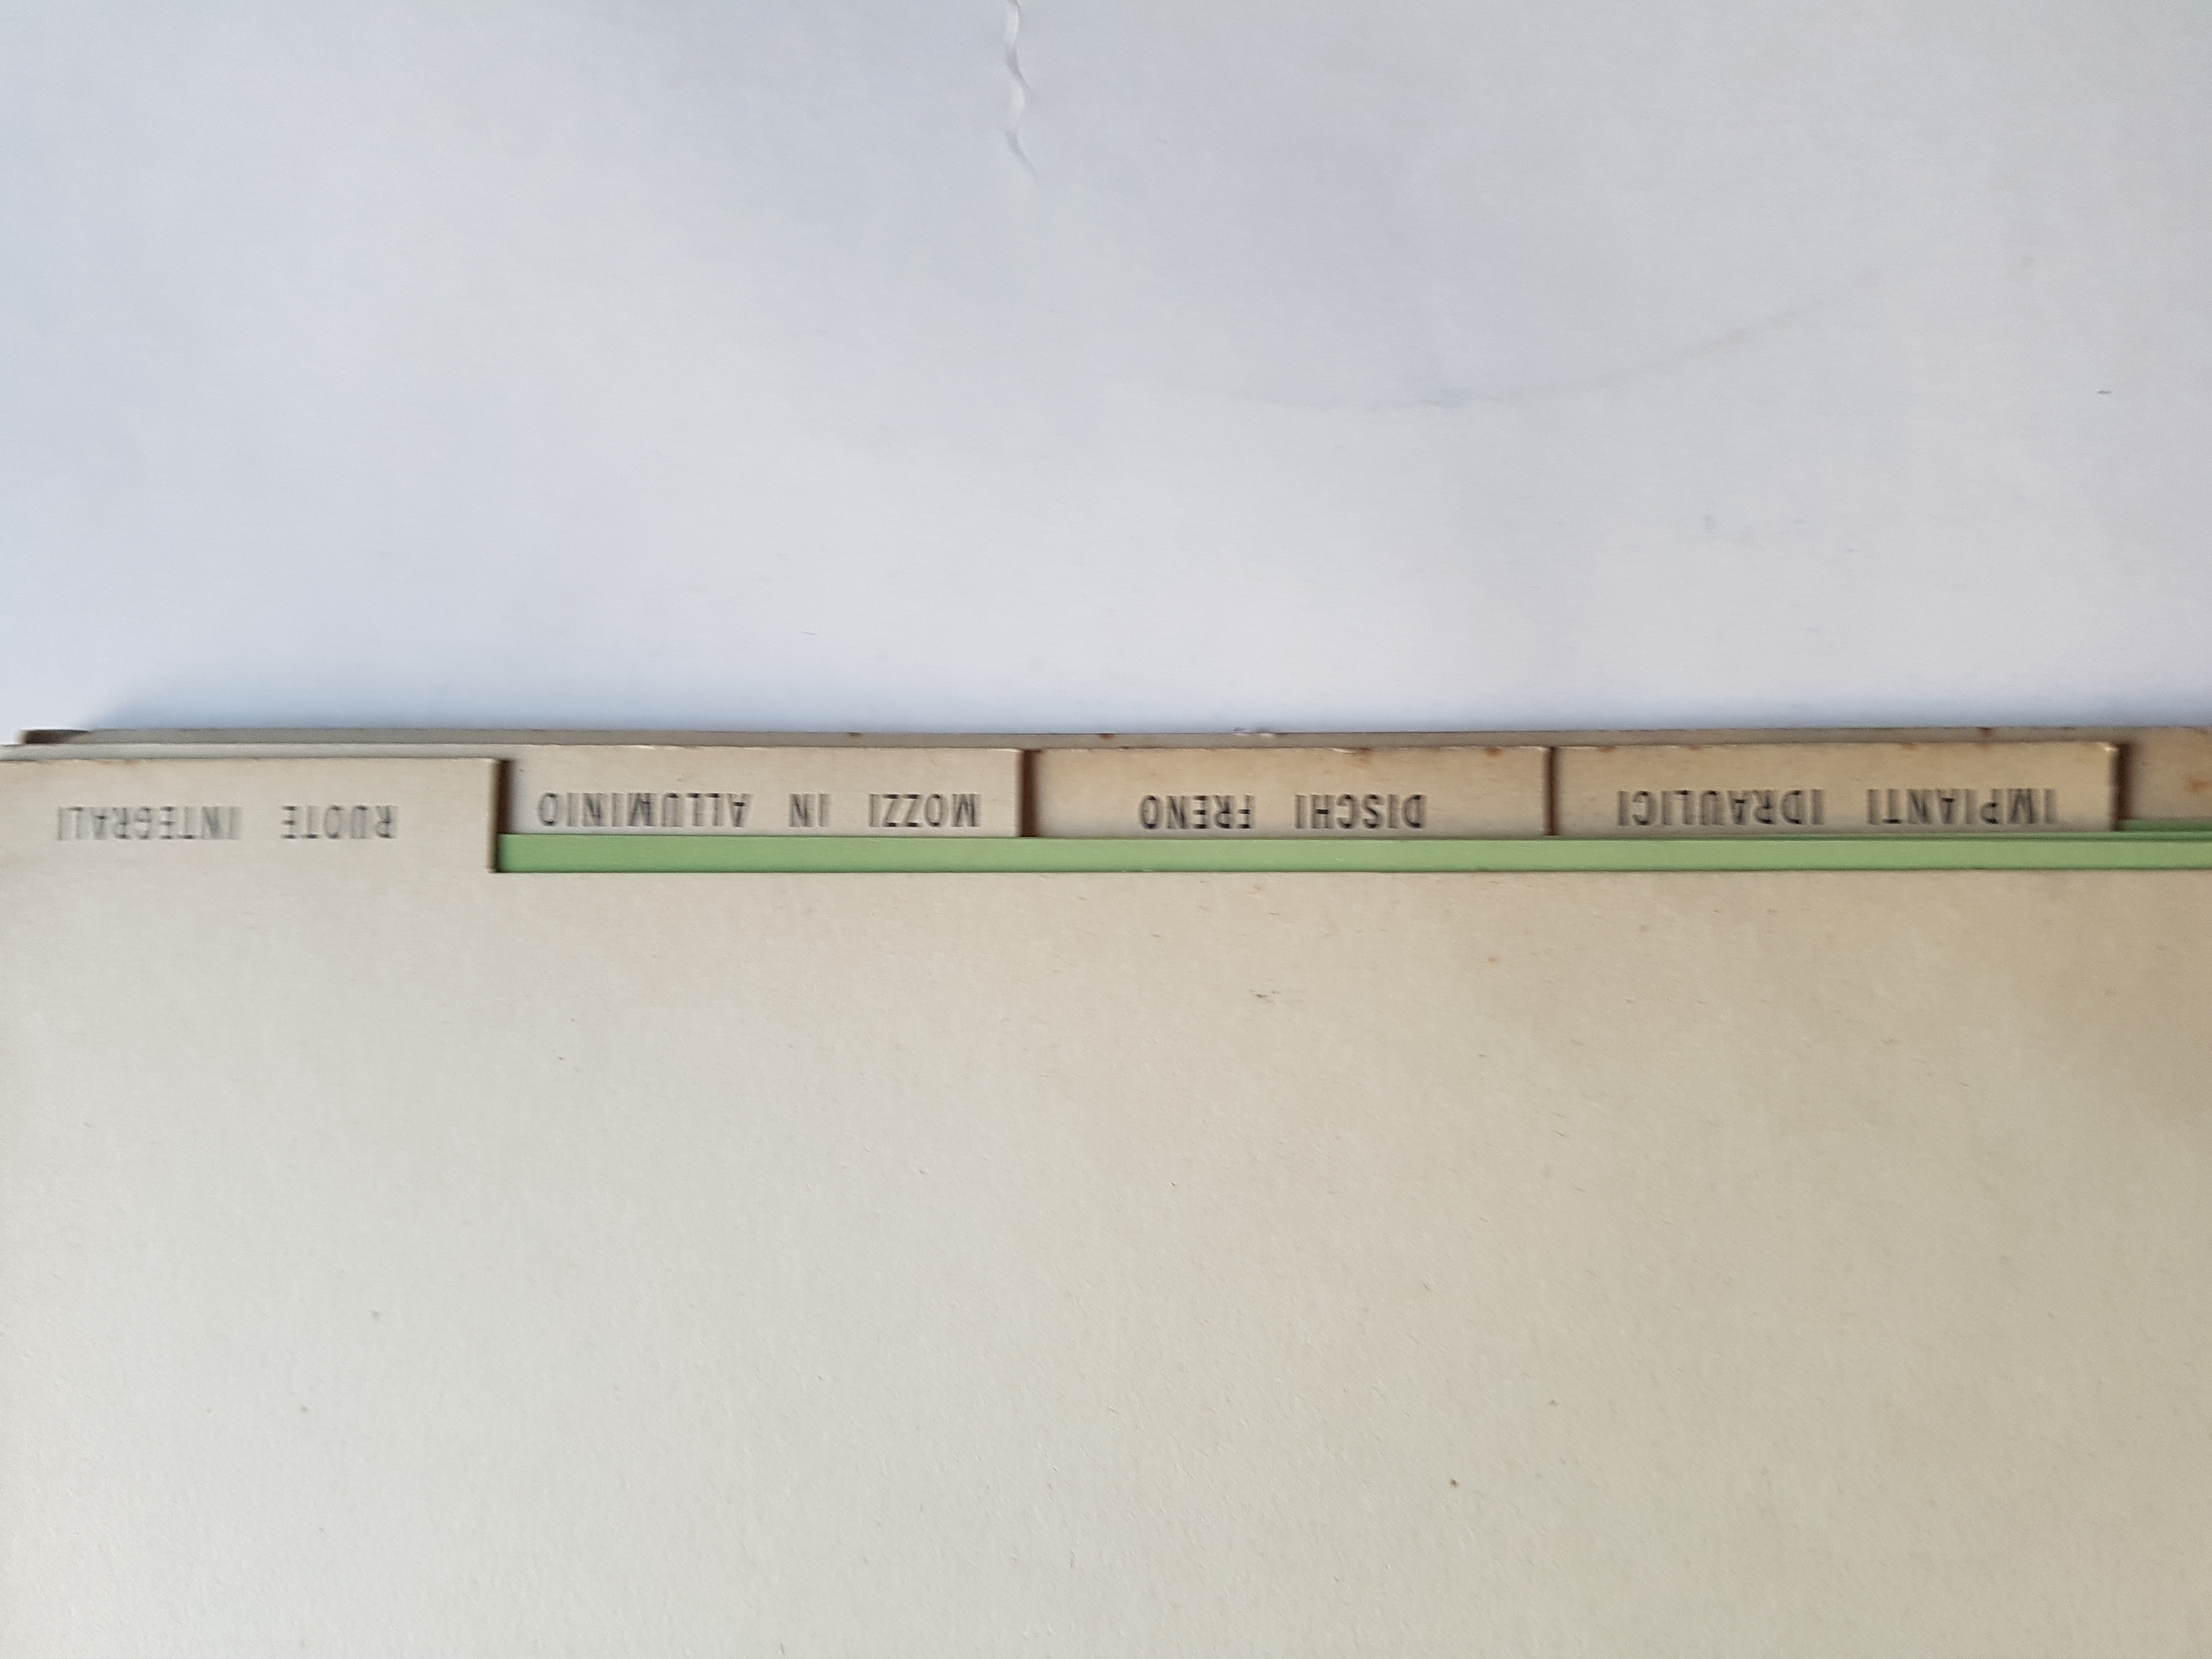 IMPIANTI IDRAULICI
DISCHI FRENO
MOZZI IN ALLUMINIO
RUOTE INTEGRALI